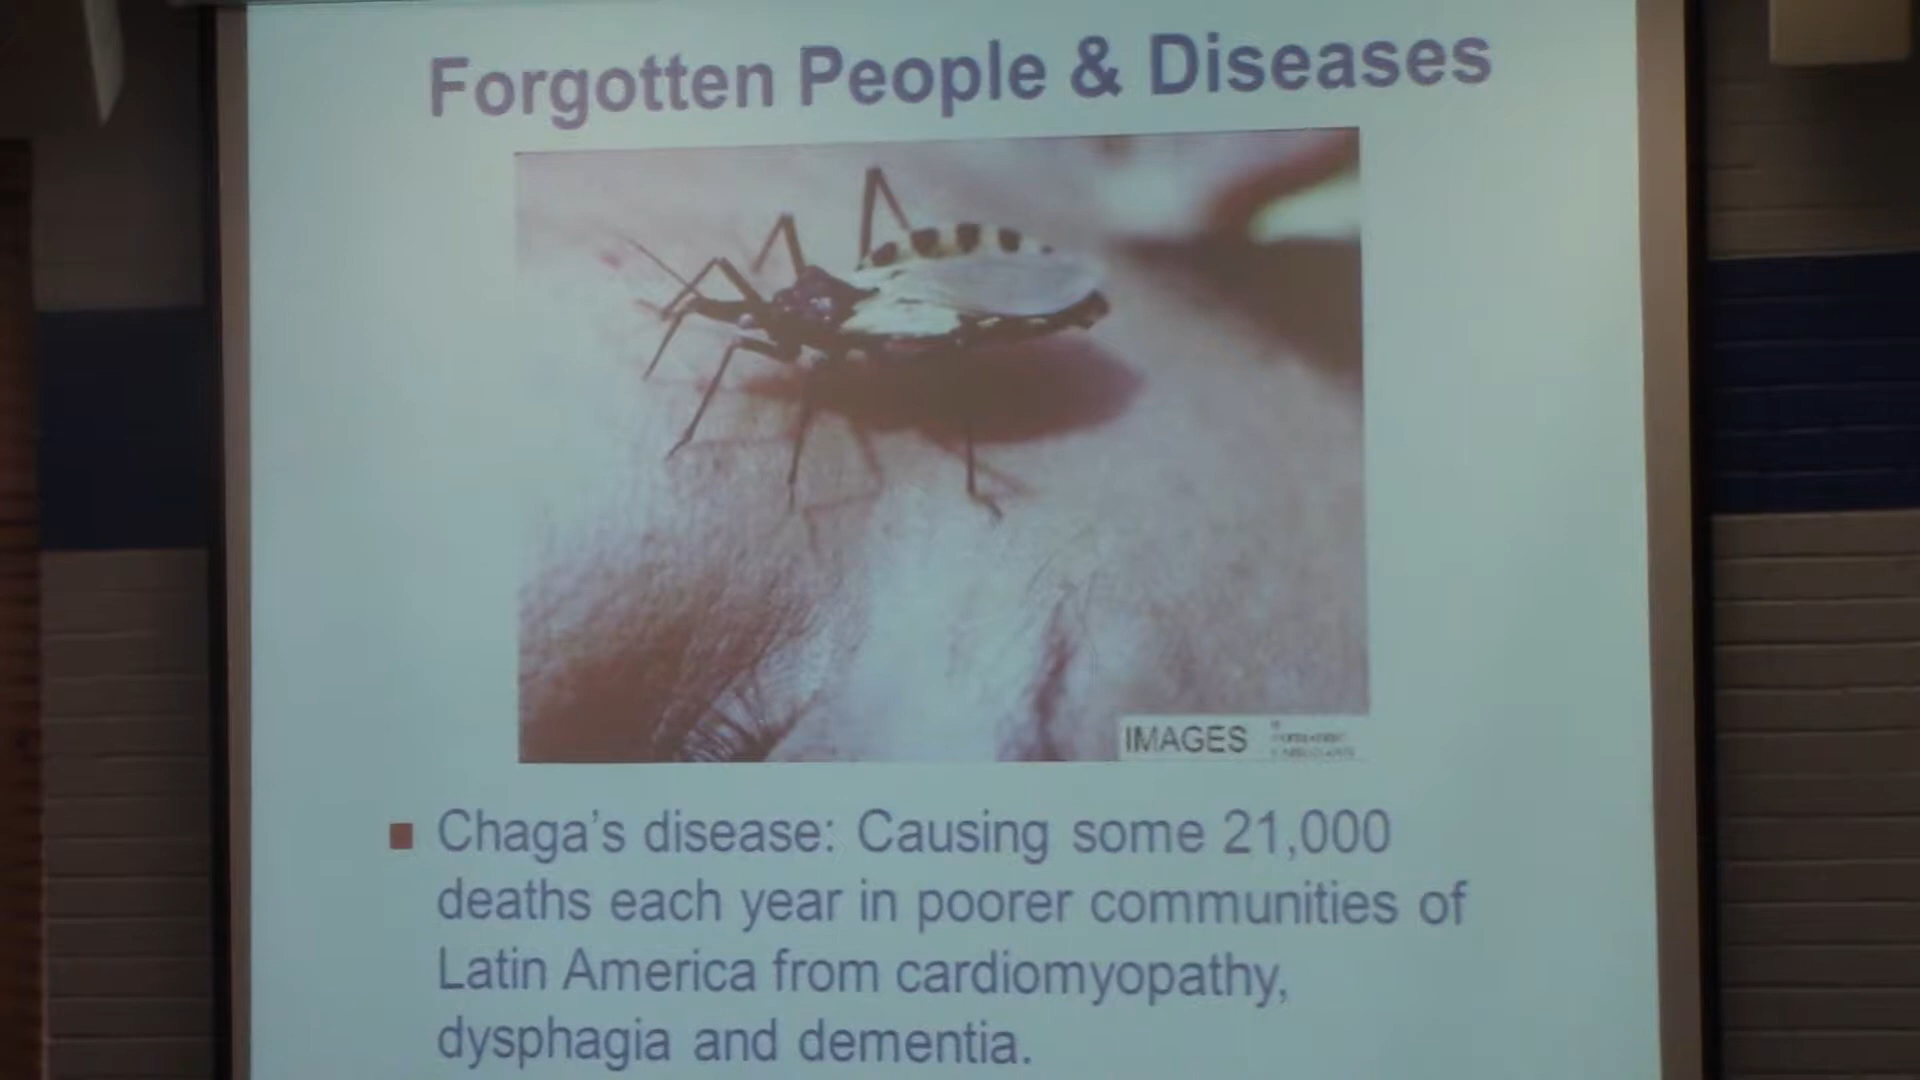 Forgotten People & Diseases
IMAGES
Chaga's disease: Causing some 21,000
deaths each year in poorer communities of
Latin America from cardiomyopathy,
dysphagia and dementia.